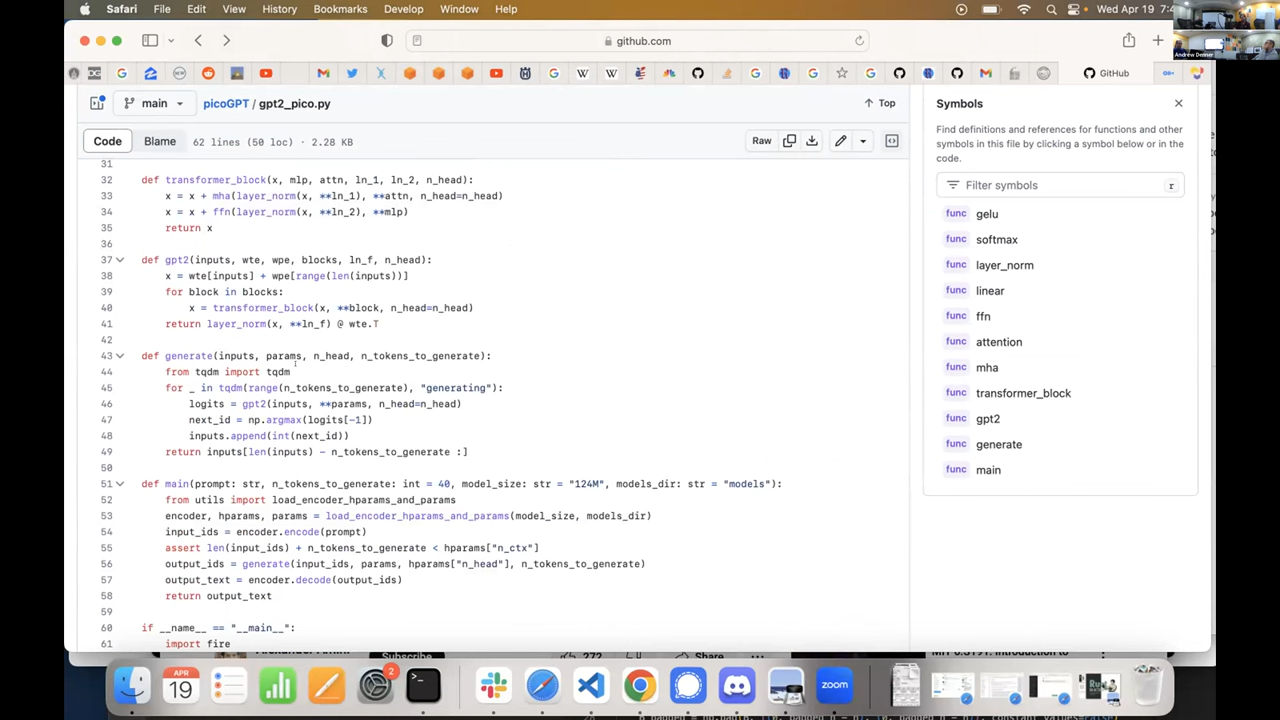 Safari File Edit View History Bookmarks Develop Window Help
Wed Apr 19
Andrew Denner
github.com
GitHub
main
picoGPT / gpt2_pico.py
Top
Code Blame 62 lines (50 loc) · 2.28 KB
Raw
31
32 def transformer_block(x, mlp, attn, ln_1, ln_2, n_head):
33 x = x + mha(layer_norm(x, **ln_1), **attn, n_head=n_head)
34 x = x + ffn(layer_norm(x, **ln_2), **mlp)
35 return x
36
37 def gpt2(inputs, wte, wpe, blocks, ln_f, n_head):
38 x = wte[inputs] + wpe[range(len(inputs))]
39 for block in blocks:
40 x = transformer_block(x, **block, n_head=n_head)
41 return layer_norm(x, **ln_f) @ wte.T
42
43 def generate(inputs, params, n_head, n_tokens_to_generate):
44 from tqdm import tqdm
45 for _ in tqdm(range(n_tokens_to_generate), "generating"):
46 logits = gpt2(inputs, **params, n_head=n_head)
47 next_id = np.argmax(logits[-1])
48 inputs.append(int(next_id))
49 return inputs[len(inputs) - n_tokens_to_generate :]
50
51 def main(prompt: str, n_tokens_to_generate: int = 40, model_size: str = "124M", models_dir: str = "models"):
52 from utils import load_encoder_hparams_and_params
53 encoder, hparams, params = load_encoder_hparams_and_params(model_size, models_dir)
54 input_ids = encoder.encode(prompt)
55 assert len(input_ids) + n_tokens_to_generate < hparams["n_ctx"]
56 output_ids = generate(input_ids, params, hparams["n_head"], n_tokens_to_generate)
57 output_text = encoder.decode(output_ids)
58 return output_text
59
60 if __name__ == "__main__":
61 import fire
Symbols
Find definitions and references for functions and other
symbols in this file by clicking a symbol below or in the
code.
Filter symbols r
func gelu
func softmax
func layer_norm
func linear
func ffn
func attention
func mha
func transformer_block
func gpt2
func generate
func main
APR
19
2
zoom